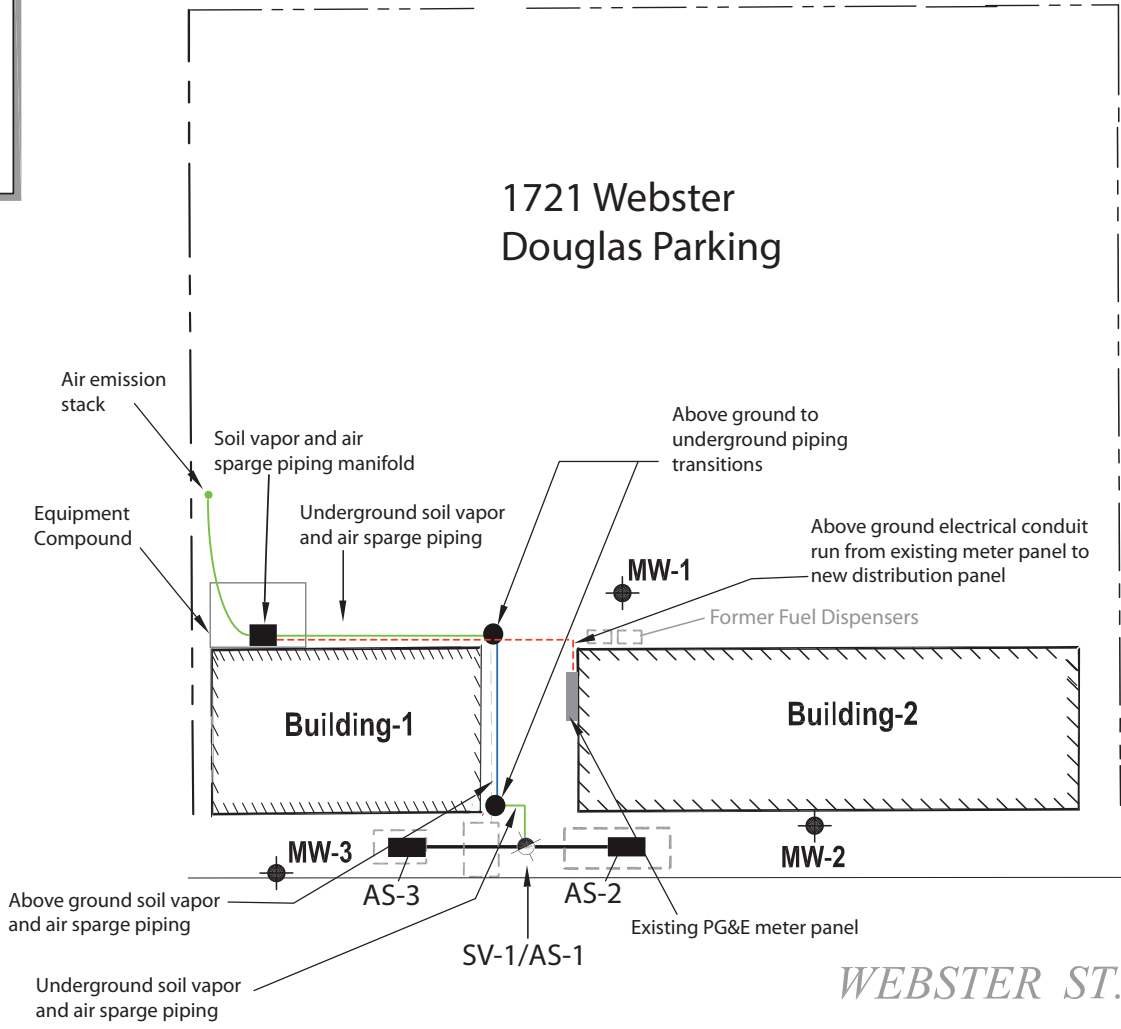 1721 Webster
Douglas Parking
Air emission
stack
Soil vapor and air
sparge piping manifold
Above ground to
underground piping
transitions
Equipment
Compound
Underground soil vapor
and air sparge piping
Above ground electrical conduit
run from existing meter panel to
new distribution panel
MW-1
Former Fuel Dispensers
Building-1
Building-2
MW-3
MW-2
AS-3
AS-2
Above ground soil vapor
and air sparge piping
Existing PG&E meter panel
SV-1/AS-1
Underground soil vapor
and air sparge piping
WEBSTER ST.